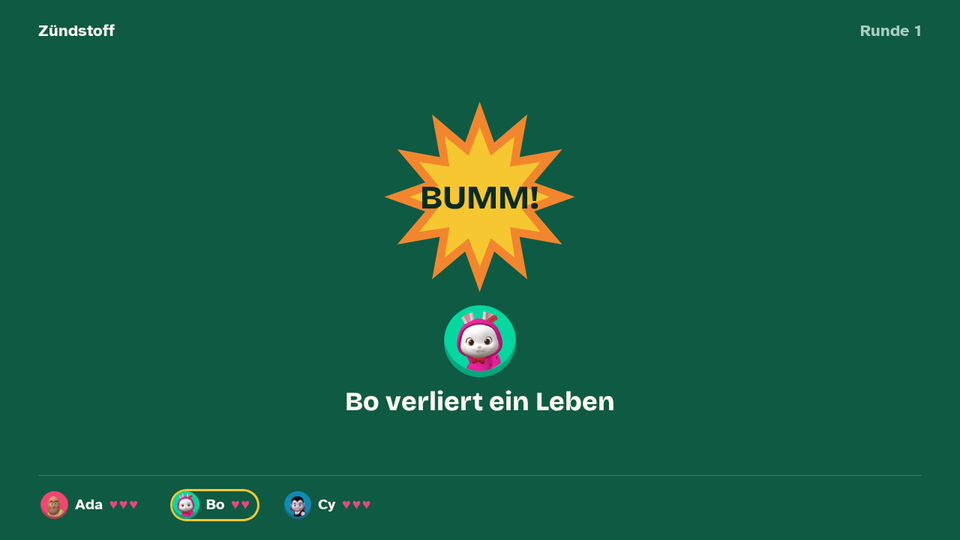 Zündstoff
Runde 1
BUMM!
Bo verliert ein Leben
Ada ♥♥♥
Bo ♥♥
Cy ♥♥♥